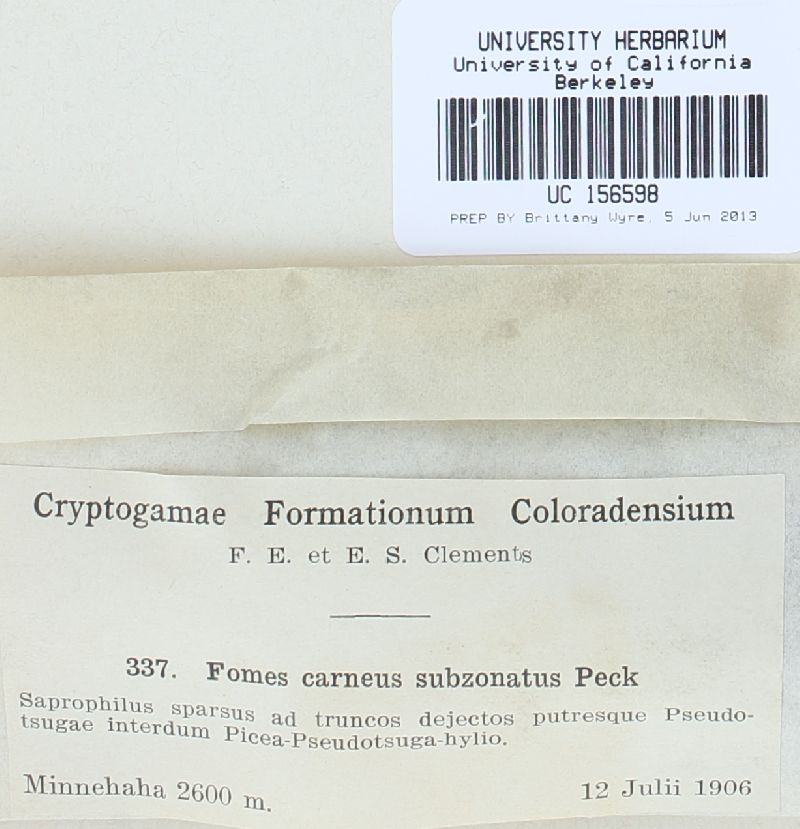 UNIVERSITY HERBARIUM
University of California
Berkeley
UC 156598
PREP BY Brittany Wyre, 5 Jun 2013
Cryptogamae Formationum Coloradensium
F. E. et E. S. Clements
337. Fomes carneus subzonatus Peck
Saprophilus sparsus ad truncos dejectos putresque Pseudo-
tsugae interdum Picea-Pseudotsuga-hylio.
Minnehaha 2600 m. 12 Julii 1906